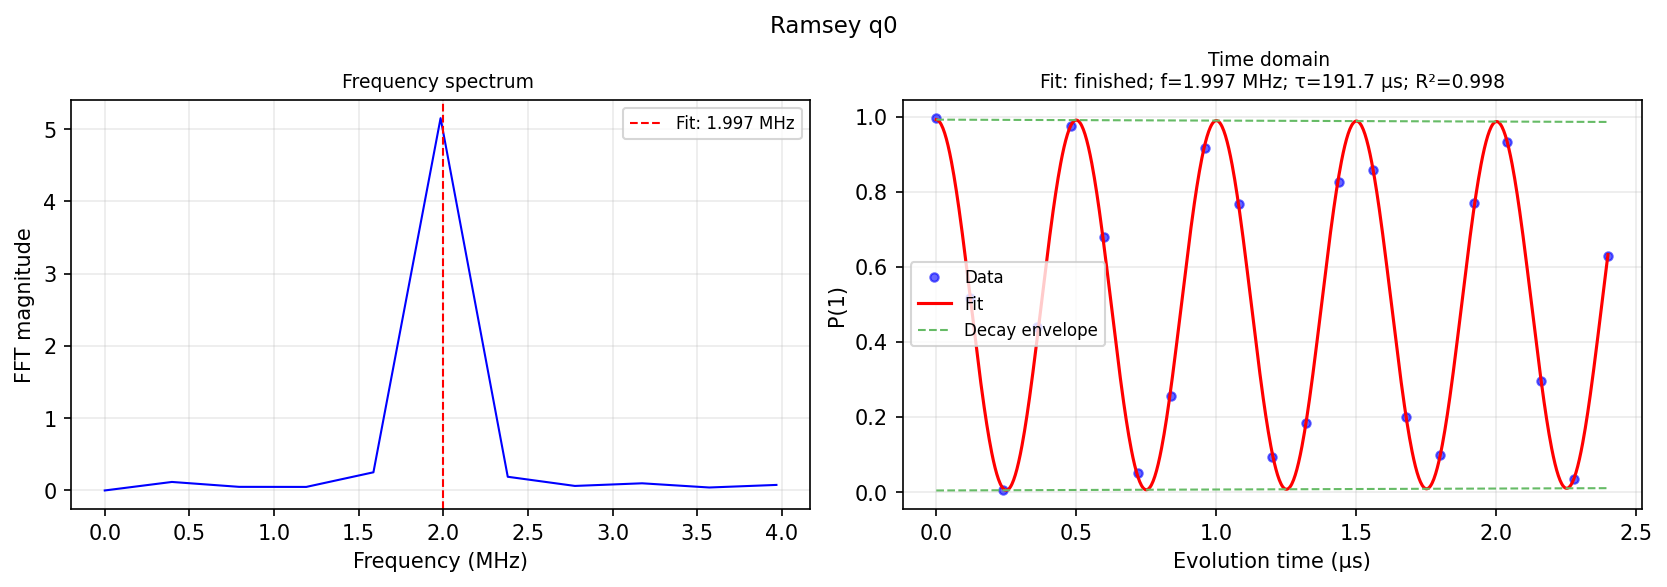 Ramsey q0
Frequency spectrum
Fit: 1.997 MHz
FFT magnitude
5
4
3
2
1
0
0.0 0.5 1.0 1.5 2.0 2.5 3.0 3.5 4.0
Frequency (MHz)
Time domain
Fit: finished; f=1.997 MHz; τ=191.7 µs; R²=0.998
P(1)
1.0
0.8
0.6
0.4
0.2
0.0
Data
Fit
Decay envelope
0.0 0.5 1.0 1.5 2.0 2.5
Evolution time (µs)